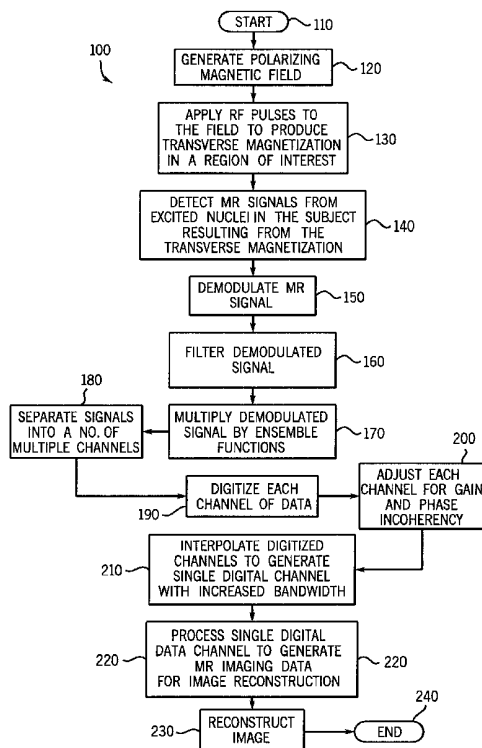 START
110
100
GENERATE POLARIZING
MAGNETIC FIELD
120
APPLY RF PULSES TO
THE FIELD TO PRODUCE
TRANSVERSE MAGNETIZATION
IN A REGION OF INTEREST
130
DETECT MR SIGNALS FROM
EXCITED NUCLEI IN THE SUBJECT
RESULTING FROM THE
TRANSVERSE MAGNETIZATION
140
DEMODULATE MR
SIGNAL
150
FILTER DEMODULATED
SIGNAL
160
180
SEPARATE SIGNALS
INTO A NO. OF
MULTIPLE CHANNELS
MULTIPLY DEMODULATED
SIGNAL BY ENSEMBLE
FUNCTIONS
170
200
DIGITIZE EACH
CHANNEL OF DATA
190
ADJUST EACH
CHANNEL FOR GAIN
AND PHASE
INCOHERENCY
210
INTERPOLATE DIGITIZED
CHANNELS TO GENERATE
SINGLE DIGITAL CHANNEL
WITH INCREASED BANDWIDTH
220
PROCESS SINGLE DIGITAL
DATA CHANNEL TO GENERATE
MR IMAGING DATA
FOR IMAGE RECONSTRUCTION
220
230
RECONSTRUCT
IMAGE
240
END